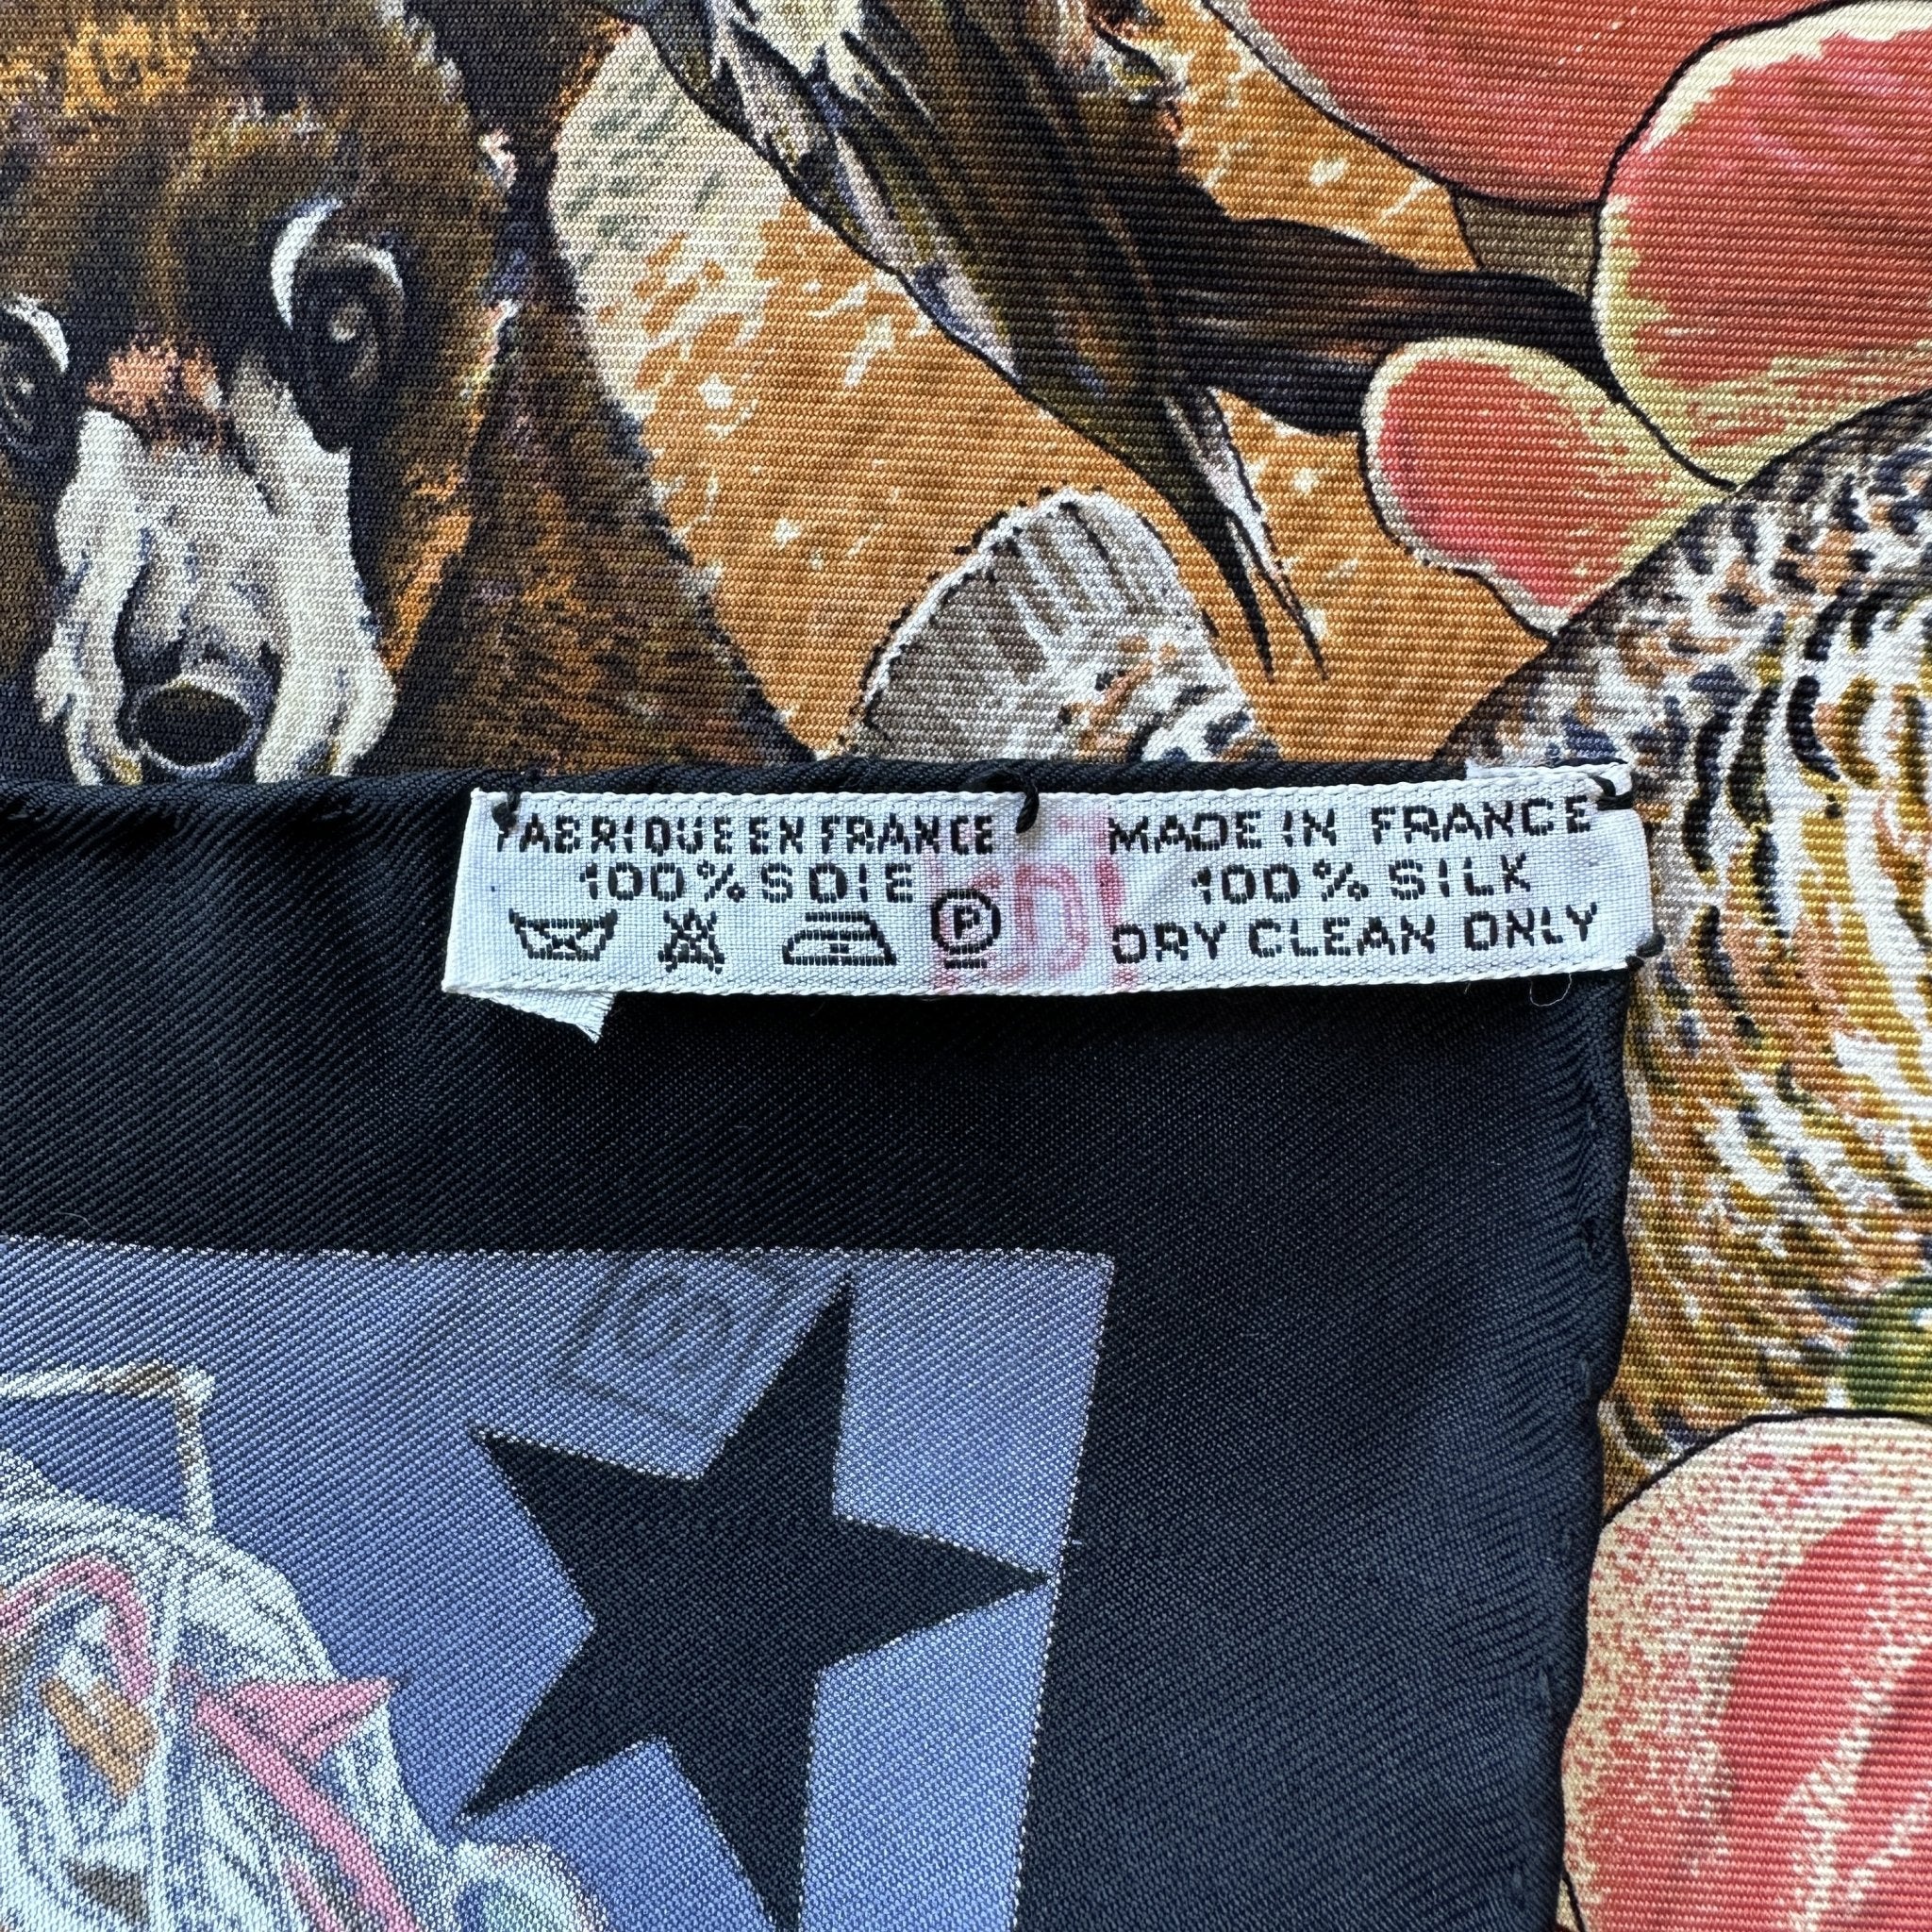 FABRIQUE EN FRANCE
100% SOIE
P
MADE IN FRANCE
100% SILK
DRY CLEAN ONLY